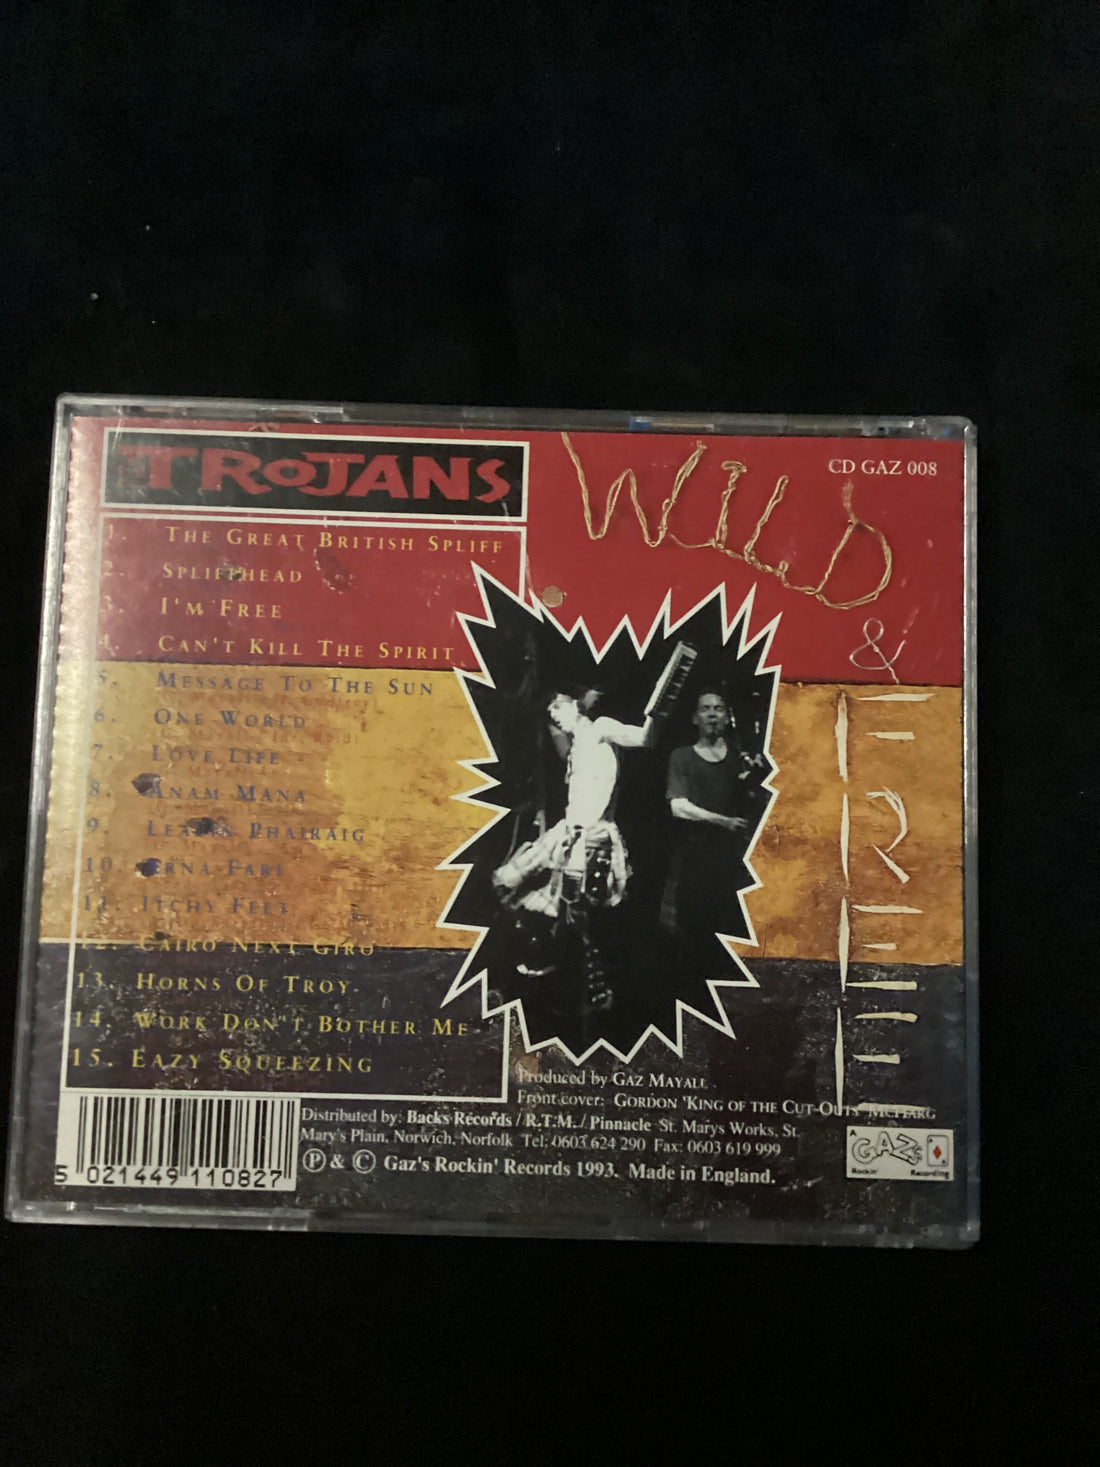 TROJANS
WILD
&
FREE
CD GAZ 008
1. THE GREAT BRITISH SPLIFF
2. SPLIFFHEAD
3. I'M FREE
4. CAN'T KILL THE SPIRIT
5. MESSAGE TO THE SUN
6. ONE WORLD
7. LOVE LIFE
8. ANAM MANA
9. PHAIRAIG
10. FARI
11. ITCHY FEET
12. CAIRO NEXT GIRO
13. HORNS OF TROY
14. WORK DON'T BOTHER ME
15. EAZY SQUEEZING
Produced by GAZ MAYALL
Front cover: GORDON 'KING OF THE CUT-OUTS' MCHARG
Distributed by: Backs Records / R.T.M. / Pinnacle St. Marys Works, St.
Mary's Plain, Norwich, Norfolk Tel: 0603 624 290 Fax: 0603 619 999
Ⓟ & © Gaz's Rockin' Records 1993. Made in England.
5 021449 110827
A GAZ's
Rockin' Recording